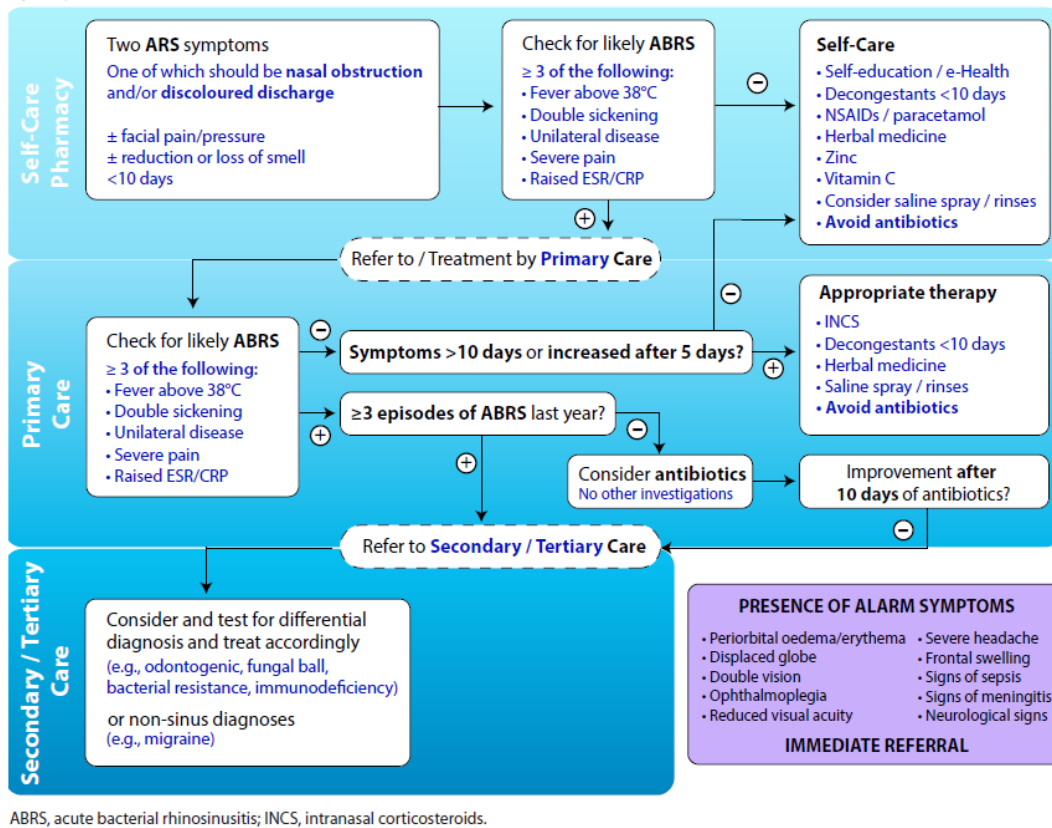 Self-Care
Pharmacy
Two ARS symptoms
One of which should be nasal obstruction
and/or discoloured discharge
± facial pain/pressure
± reduction or loss of smell
<10 days
Check for likely ABRS
≥ 3 of the following:
• Fever above 38°C
• Double sickening
• Unilateral disease
• Severe pain
• Raised ESR/CRP
−
+
Self-Care
• Self-education / e-Health
• Decongestants <10 days
• NSAIDs / paracetamol
• Herbal medicine
• Zinc
• Vitamin C
• Consider saline spray / rinses
• Avoid antibiotics
Refer to / Treatment by Primary Care
Primary
Care
Check for likely ABRS
≥ 3 of the following:
• Fever above 38°C
• Double sickening
• Unilateral disease
• Severe pain
• Raised ESR/CRP
−
+
Symptoms >10 days or increased after 5 days?
−
+
Appropriate therapy
• INCS
• Decongestants <10 days
• Herbal medicine
• Saline spray / rinses
• Avoid antibiotics
≥3 episodes of ABRS last year?
−
+
Consider antibiotics
No other investigations
Improvement after
10 days of antibiotics?
−
Refer to Secondary / Tertiary Care
Secondary / Tertiary
Care
Consider and test for differential
diagnosis and treat accordingly
(e.g., odontogenic, fungal ball,
bacterial resistance, immunodeficiency)
or non-sinus diagnoses
(e.g., migraine)
PRESENCE OF ALARM SYMPTOMS
• Periorbital oedema/erythema
• Displaced globe
• Double vision
• Ophthalmoplegia
• Reduced visual acuity
• Severe headache
• Frontal swelling
• Signs of sepsis
• Signs of meningitis
• Neurological signs
IMMEDIATE REFERRAL
ABRS, acute bacterial rhinosinusitis; INCS, intranasal corticosteroids.